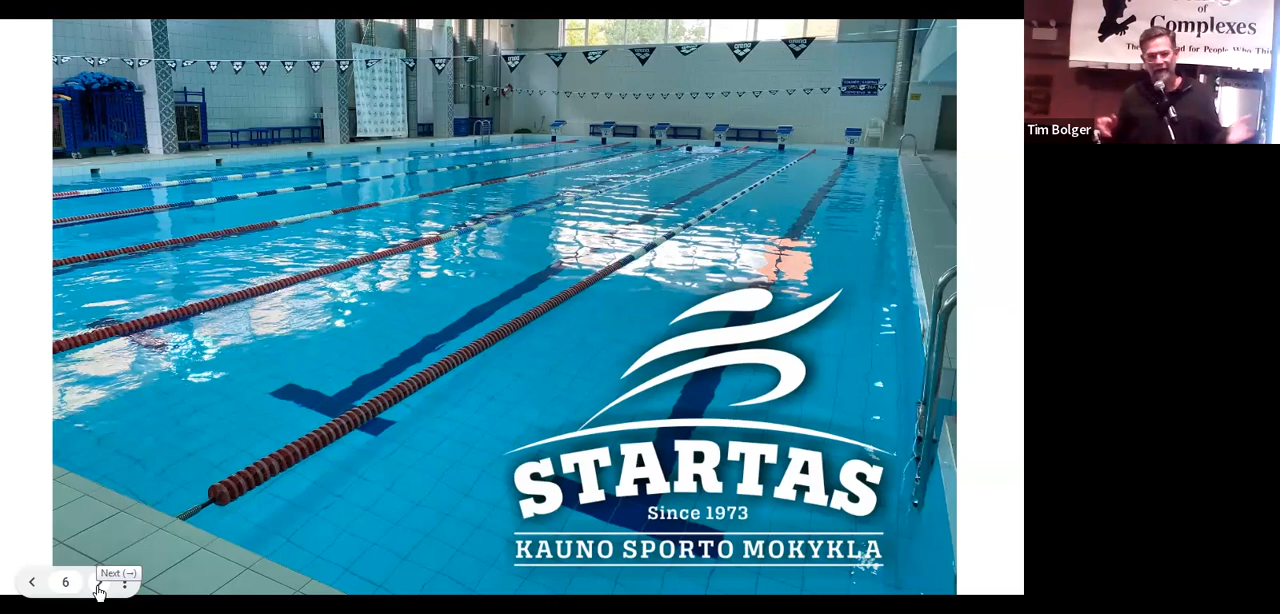 of
Complexes
Tim Bolger
STARTAS
Since 1973
KAUNO SPORTO MOKYKLA
6
Next (→)